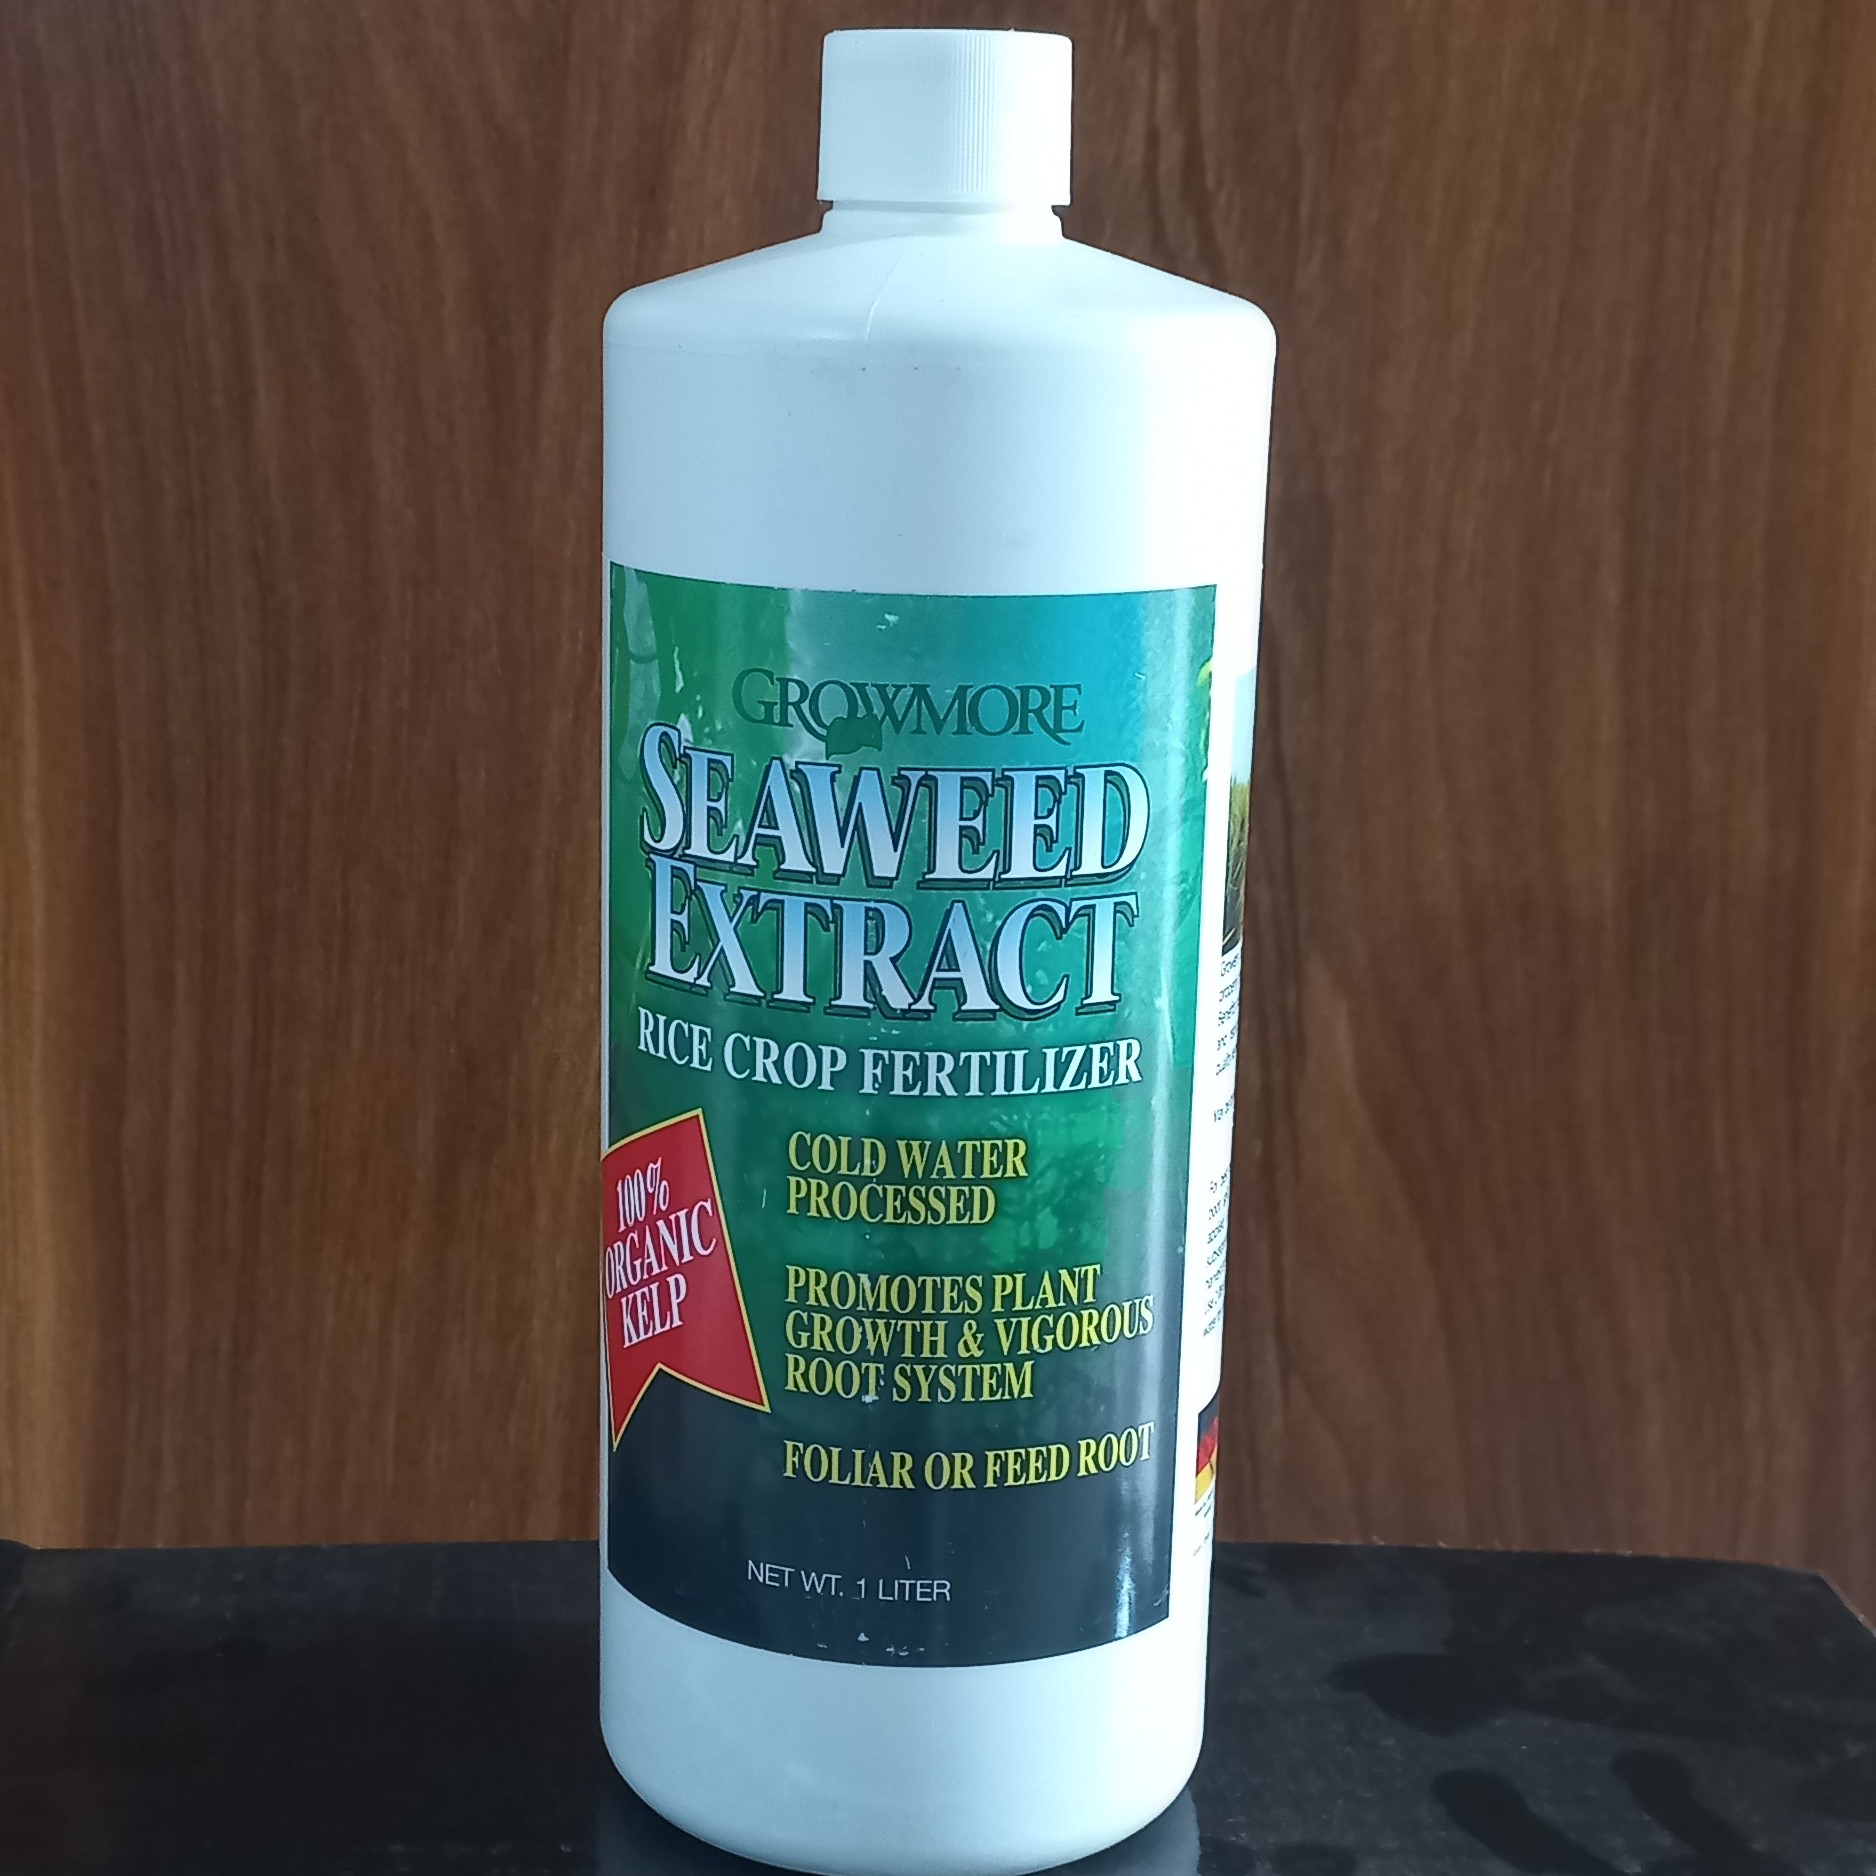 GROWMORE
SEAWEED
EXTRACT
RICE CROP FERTILIZER
100%
ORGANIC
KELP
COLD WATER
PROCESSED
PROMOTES PLANT
GROWTH & VIGOROUS
ROOT SYSTEM
FOLIAR OR FEED ROOT
NET WT. 1 LITER